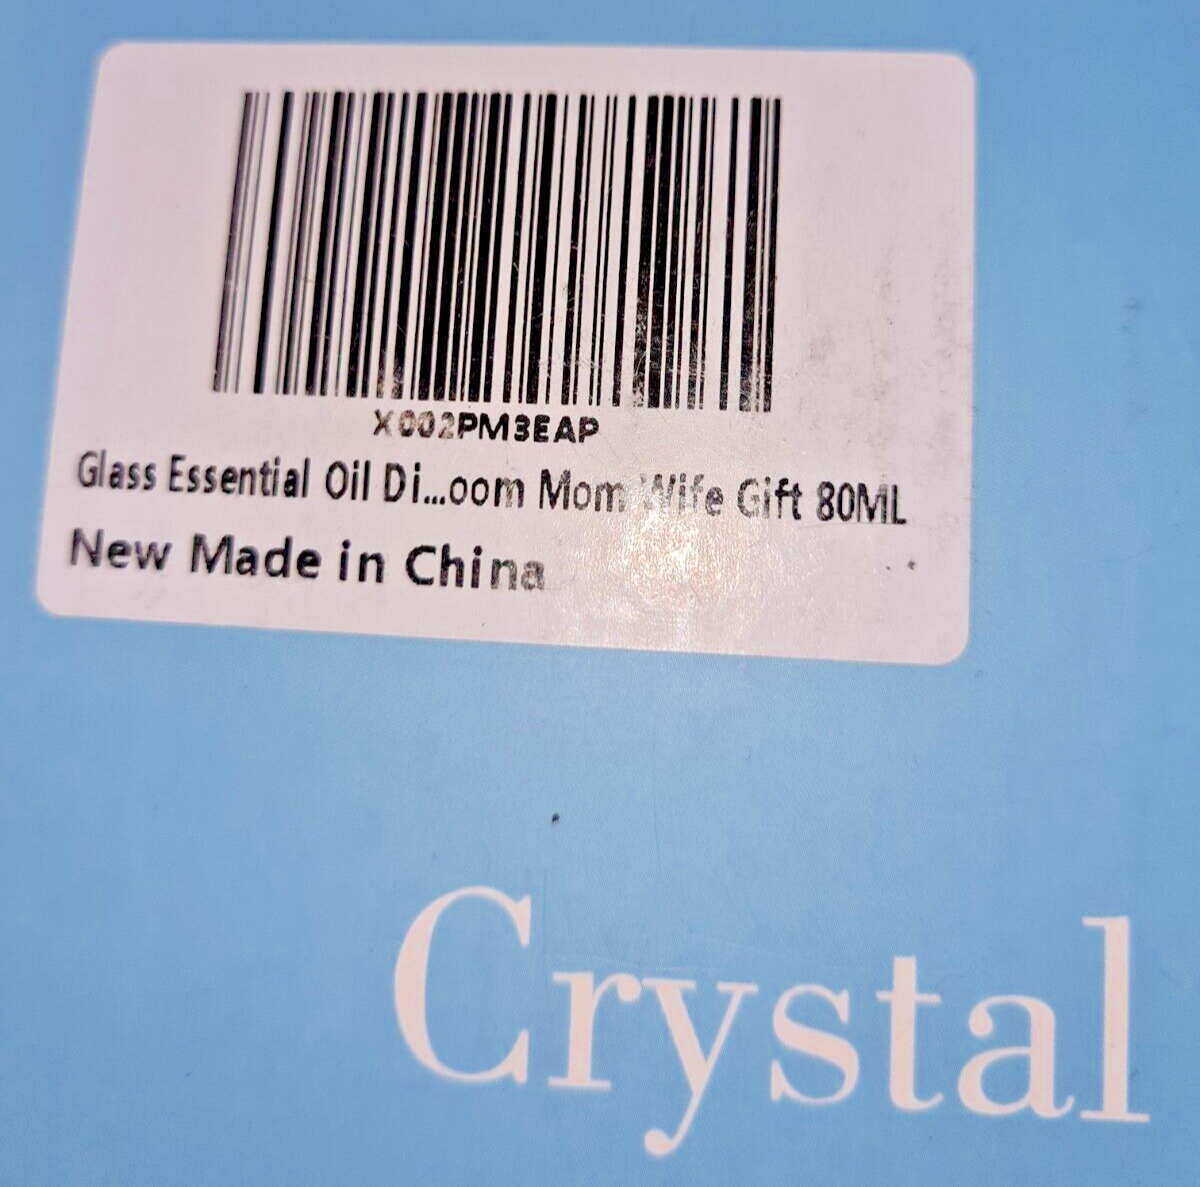 X002PM3EAP
Glass Essential Oil Di...oom Mom Wife Gift 80ML
New Made in China
Crystal